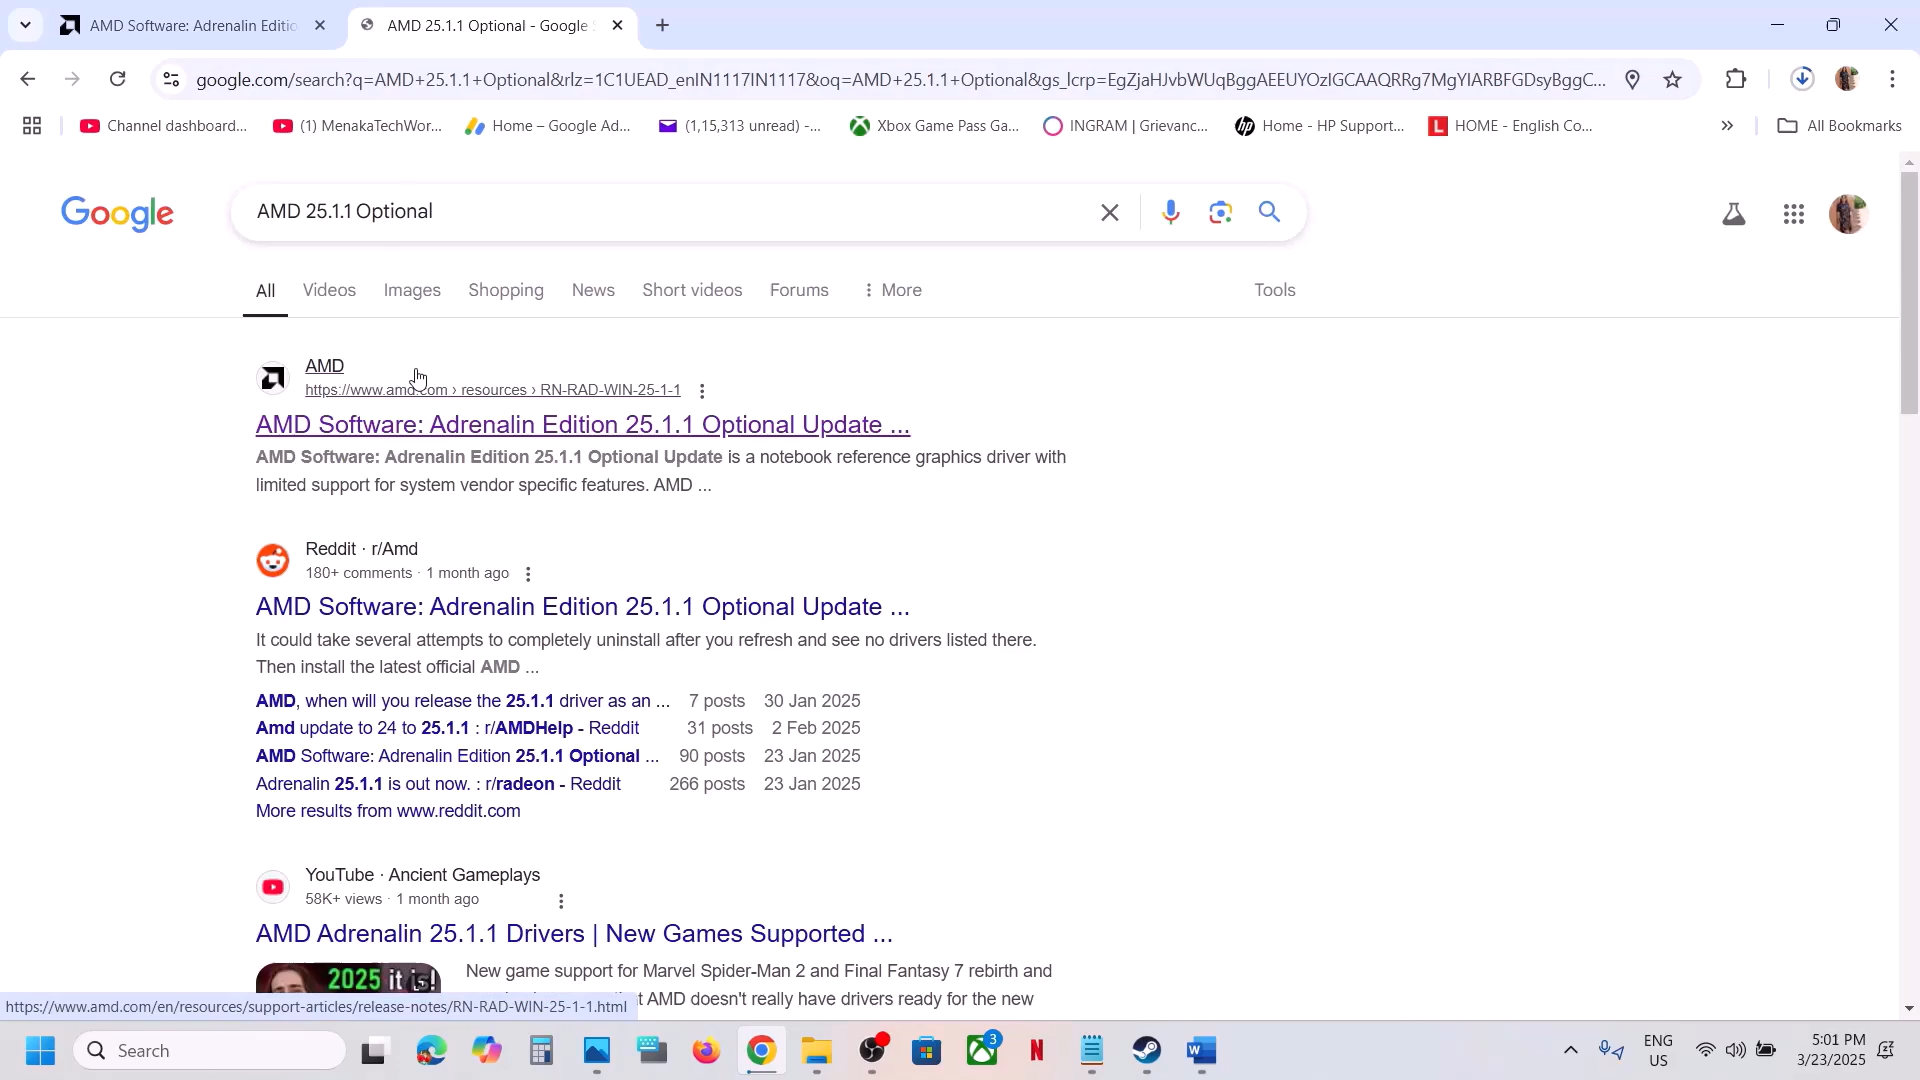 AMD Software: Adrenalin Editio
AMD 25.1.1 Optional - Google
google.com/search?q=AMD+25.1.1+Optional&rlz=1C1UEAD_enIN1117IN1117&oq=AMD+25.1.1+Optional&gs_lcrp=EgZjaHJvbWUqBggAEEUYOzIGCAAQRRg7MgYIARBFGDsyBggC...
Channel dashboard...
(1) MenakaTechWor...
Home – Google Ad...
(1,15,313 unread) -...
Xbox Game Pass Ga...
INGRAM | Grievanc...
Home - HP Support...
HOME - English Co...
All Bookmarks
Google
AMD 25.1.1 Optional
All
Videos
Images
Shopping
News
Short videos
Forums
More
Tools
AMD
https://www.amd.com › resources › RN-RAD-WIN-25-1-1
AMD Software: Adrenalin Edition 25.1.1 Optional Update ...
AMD Software: Adrenalin Edition 25.1.1 Optional Update is a notebook reference graphics driver with
limited support for system vendor specific features. AMD ...
Reddit · r/Amd
180+ comments · 1 month ago
AMD Software: Adrenalin Edition 25.1.1 Optional Update ...
It could take several attempts to completely uninstall after you refresh and see no drivers listed there.
Then install the latest official AMD ...
AMD, when will you release the 25.1.1 driver as an ... 7 posts 30 Jan 2025
Amd update to 24 to 25.1.1 : r/AMDHelp - Reddit 31 posts 2 Feb 2025
AMD Software: Adrenalin Edition 25.1.1 Optional ... 90 posts 23 Jan 2025
Adrenalin 25.1.1 is out now. : r/radeon - Reddit 266 posts 23 Jan 2025
More results from www.reddit.com
YouTube · Ancient Gameplays
58K+ views · 1 month ago
AMD Adrenalin 25.1.1 Drivers | New Games Supported ...
2025 it is!
New game support for Marvel Spider-Man 2 and Final Fantasy 7 rebirth and
AMD doesn't really have drivers ready for the new
https://www.amd.com/en/resources/support-articles/release-notes/RN-RAD-WIN-25-1-1.html
Search
3
ENG
US
5:01 PM
3/23/2025